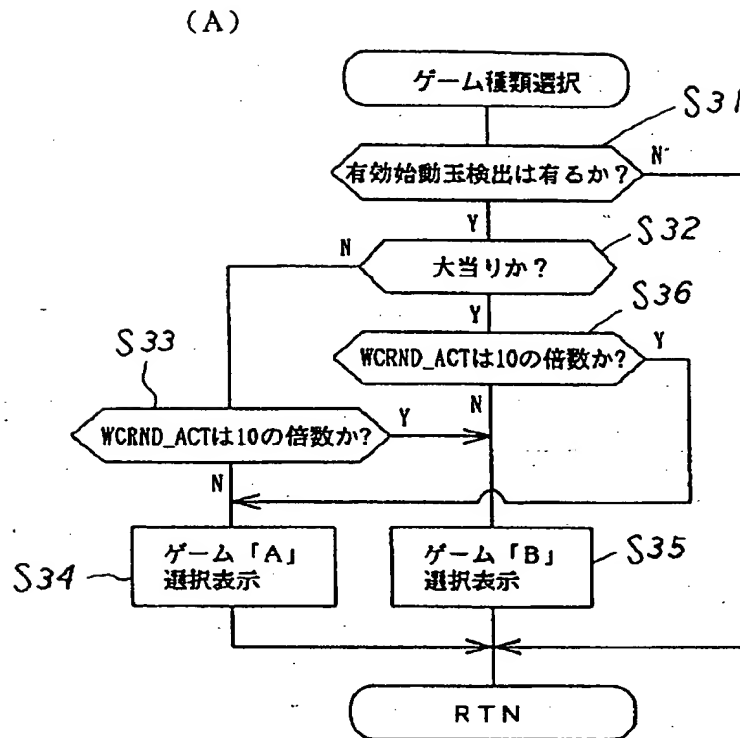 (A)
ゲーム種類選択
S31
有効始動玉検出は有るか?
N
Y
S32
大当りか?
N
Y
S36
WCRND_ACTは10の倍数か?
Y
N
S33
WCRND_ACTは10の倍数か?
Y
N
S34
ゲーム「A」
選択表示
ゲーム「B」
選択表示
S35
RTN